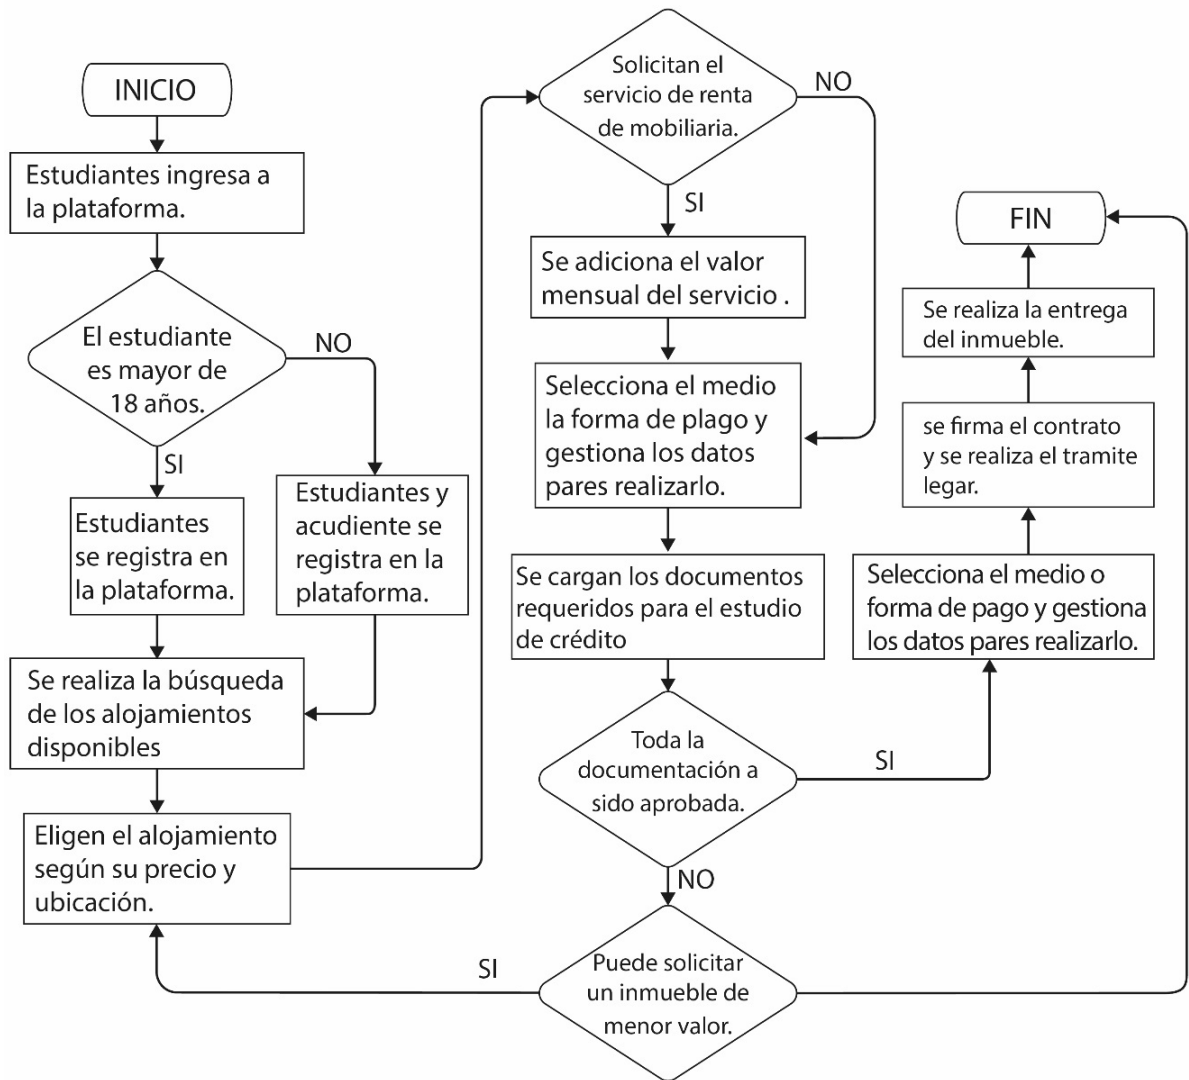 INICIO
Estudiantes ingresa a
la plataforma.
El estudiante
es mayor de
18 años.
NO
SI
Estudiantes
se registra en
la plataforma.
Estudiantes y
acudiente se
registra en la
plataforma.
Se realiza la búsqueda
de los alojamientos
disponibles
Eligen el alojamiento
según su precio y
ubicación.
Solicitan el
servicio de renta
de mobiliaria.
NO
SI
Se adiciona el valor
mensual del servicio .
Selecciona el medio
la forma de plago y
gestiona los datos
pares realizarlo.
Se cargan los documentos
requeridos para el estudio
de crédito
Toda la
documentación a
sido aprobada.
SI
NO
Puede solicitar
un inmueble de
menor valor.
SI
Selecciona el medio o
forma de pago y gestiona
los datos pares realizarlo.
se firma el contrato
y se realiza el tramite
legar.
Se realiza la entrega
del inmueble.
FIN